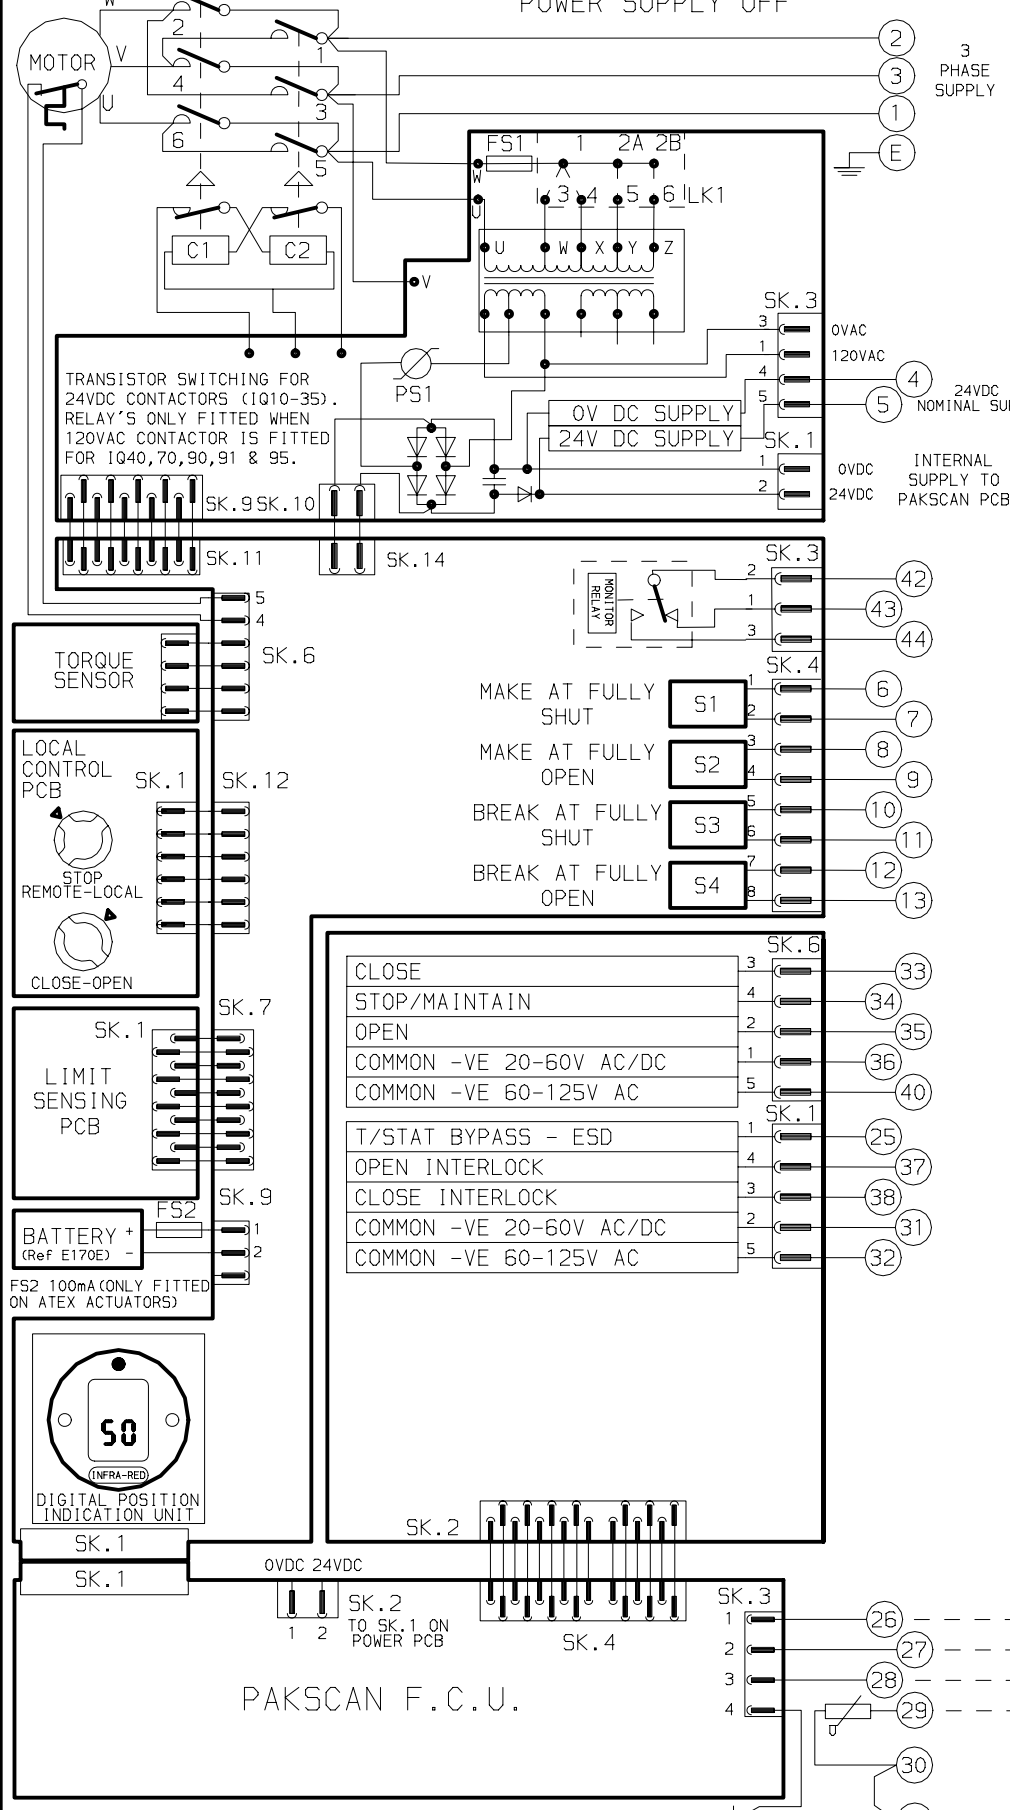 POWER SUPPLY OFF
W
2
1
2
MOTOR
V
4
3
3 PHASE SUPPLY
U
3
1
6
5
FS1
1
2A 2B
E
W
U
3 4 5 6 LK1
C1
C2
U W X Y Z
V
SK.3
3 0VAC
1 120VAC
4
4
5
5
24VDC
NOMINAL SU
PS1
TRANSISTOR SWITCHING FOR
24VDC CONTACTORS (IQ10-35).
RELAY'S ONLY FITTED WHEN
120VAC CONTACTOR IS FITTED
FOR IQ40,70,90,91 & 95.
0V DC SUPPLY
24V DC SUPPLY
SK.1
1 0VDC
2 24VDC
INTERNAL
SUPPLY TO
PAKSCAN PCB
SK.9 SK.10
SK.11
SK.14
MONITOR
RELAY
SK.3
2 42
1 43
3 44
5
4
SK.6
TORQUE
SENSOR
SK.4
MAKE AT FULLY
SHUT
S1
1 6
2 7
MAKE AT FULLY
OPEN
S2
3 8
4 9
BREAK AT FULLY
SHUT
S3
5 10
6 11
BREAK AT FULLY
OPEN
S4
7 12
8 13
LOCAL
CONTROL
PCB
SK.1
SK.12
STOP
REMOTE-LOCAL
CLOSE-OPEN
SK.6
CLOSE 3 33
STOP/MAINTAIN 4 34
OPEN 2 35
COMMON -VE 20-60V AC/DC 1 36
COMMON -VE 60-125V AC 5 40
SK.7
SK.1
LIMIT
SENSING
PCB
SK.1
T/STAT BYPASS - ESD 1 25
OPEN INTERLOCK 4 37
CLOSE INTERLOCK 3 38
COMMON -VE 20-60V AC/DC 2 31
COMMON -VE 60-125V AC 5 32
SK.9
FS2
BATTERY + 1
(Ref E170E) - 2
FS2 100mA(ONLY FITTED
ON ATEX ACTUATORS)
50
INFRA-RED
DIGITAL POSITION
INDICATION UNIT
SK.1
SK.1
SK.2
0VDC 24VDC
SK.2
TO SK.1 ON
POWER PCB
1 2
SK.4
SK.3
1 26
2 27
3 28
4 29
U
30
PAKSCAN F.C.U.